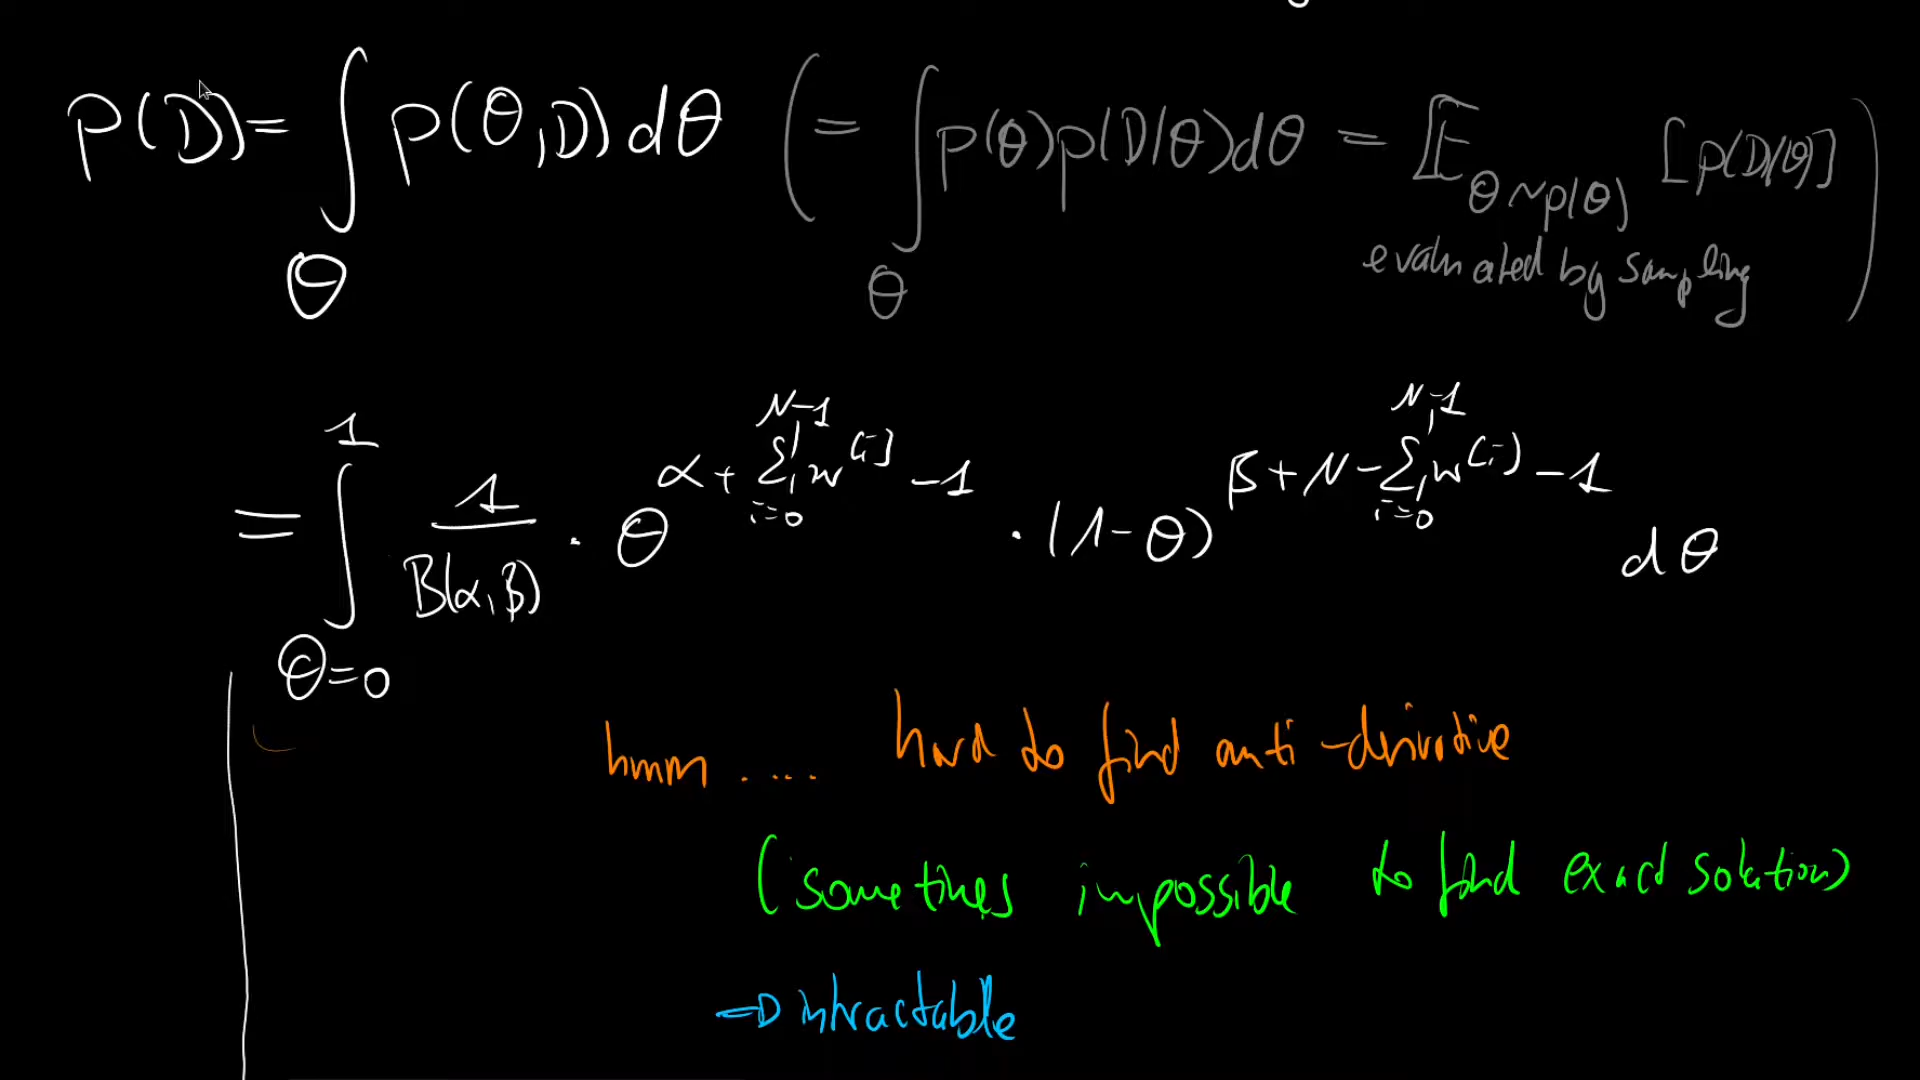 p(D) = ∫_Θ p(θ,D) dθ ( = ∫_Θ p(θ)p(D|θ)dθ = 𝔼_{θ∼p(θ)} [p(D|θ)] )
evaluated by sampling
= ∫_{θ=0}^{1} 1/B(α,β) · θ^{α + Σ_{i=0}^{N-1} w^{(i)} - 1} · (1-θ)^{β + N - Σ_{i=0}^{N-1} w^{(i)} - 1} dθ
hmm ..... hard to find anti-derivative
(sometimes impossible to find exact solution)
⇒ intractable